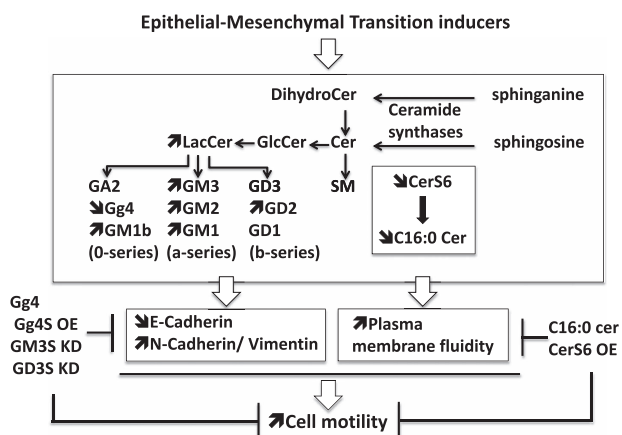 Epithelial-Mesenchymal Transition inducers
DihydroCer
sphinganine
Ceramide
synthases
LacCer
GlcCer
Cer
sphingosine
GA2
Gg4
GM1b
(0-series)
GM3
GM2
GM1
(a-series)
GD3
GD2
GD1
(b-series)
SM
CerS6
C16:0 Cer
Gg4
Gg4S OE
GM3S KD
GD3S KD
E-Cadherin
N-Cadherin/ Vimentin
Plasma
membrane fluidity
C16:0 cer
CerS6 OE
Cell motility